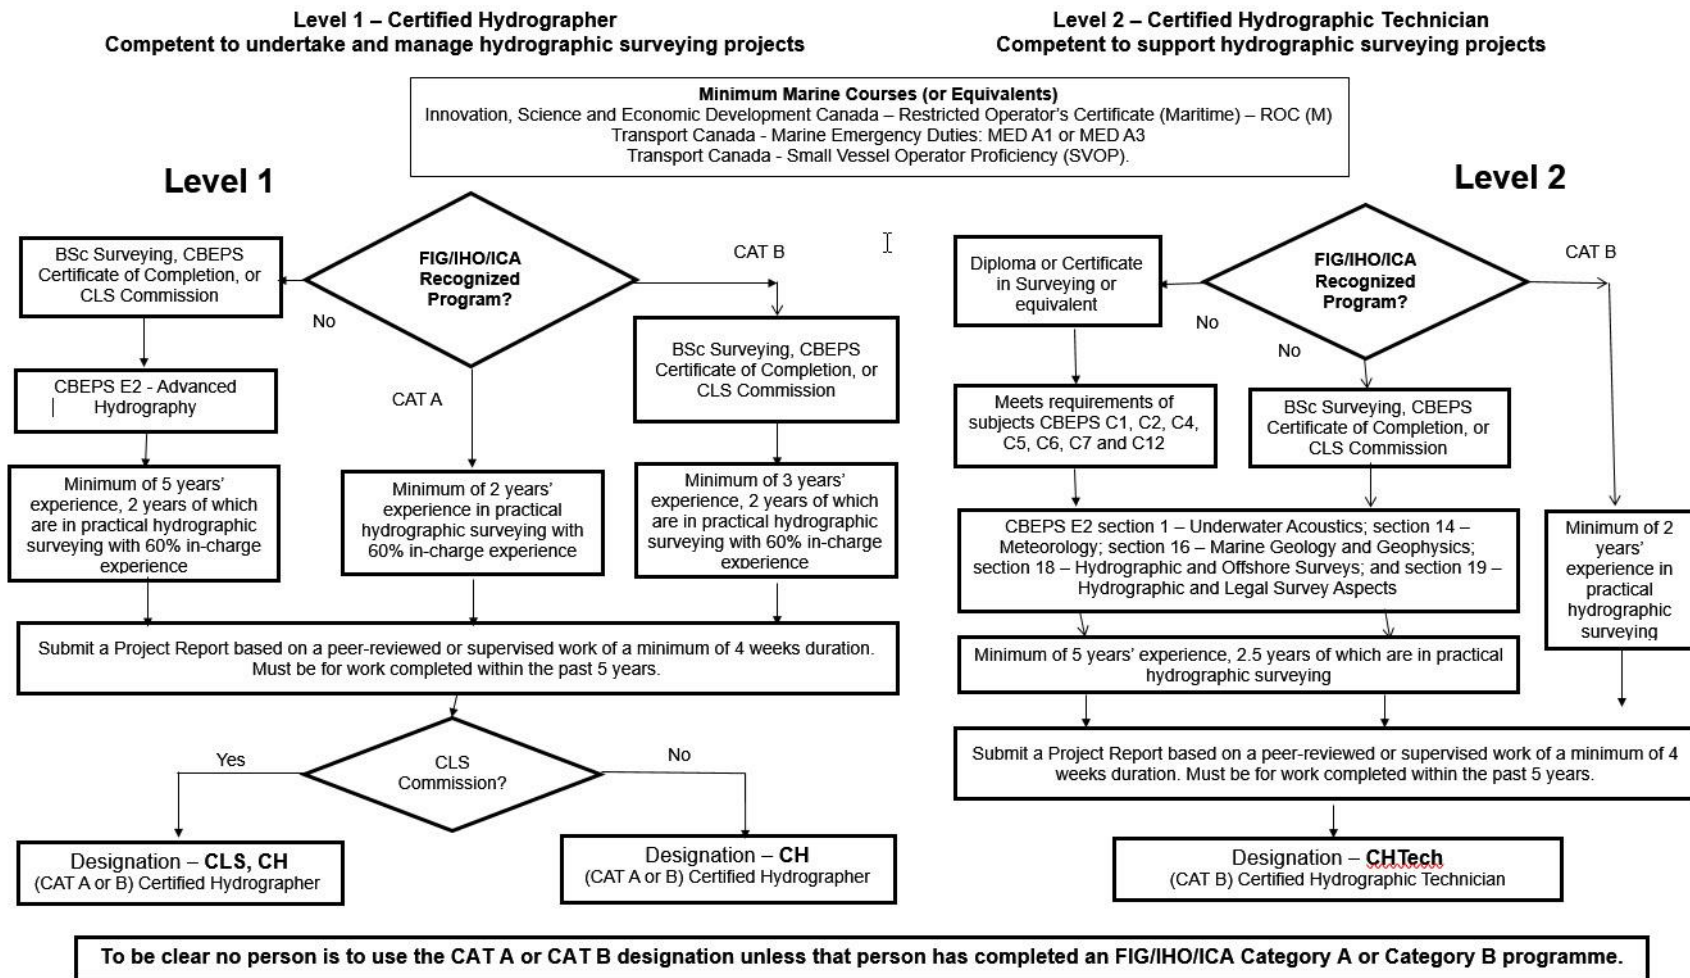 Level 1 – Certified Hydrographer
Competent to undertake and manage hydrographic surveying projects
Level 2 – Certified Hydrographic Technician
Competent to support hydrographic surveying projects
Minimum Marine Courses (or Equivalents)
Innovation, Science and Economic Development Canada – Restricted Operator's Certificate (Maritime) – ROC (M)
Transport Canada - Marine Emergency Duties: MED A1 or MED A3
Transport Canada - Small Vessel Operator Proficiency (SVOP).
Level 1
FIG/IHO/ICA
Recognized
Program?
No
CAT A
CAT B
BSc Surveying, CBEPS
Certificate of Completion, or
CLS Commission
CBEPS E2 - Advanced
Hydrography
Minimum of 5 years'
experience, 2 years of which
are in practical hydrographic
surveying with 60% in-charge
experience
Minimum of 2 years'
experience in practical
hydrographic surveying with
60% in-charge experience
BSc Surveying, CBEPS
Certificate of Completion, or
CLS Commission
Minimum of 3 years'
experience, 2 years of which
are in practical hydrographic
surveying with 60% in-charge
experience
Submit a Project Report based on a peer-reviewed or supervised work of a minimum of 4 weeks duration.
Must be for work completed within the past 5 years.
CLS
Commission?
Yes
No
Designation – CLS, CH
(CAT A or B) Certified Hydrographer
Designation – CH
(CAT A or B) Certified Hydrographer
Level 2
FIG/IHO/ICA
Recognized
Program?
No
No
CAT B
Diploma or Certificate
in Surveying or
equivalent
Meets requirements of
subjects CBEPS C1, C2, C4,
C5, C6, C7 and C12
BSc Surveying, CBEPS
Certificate of Completion, or
CLS Commission
CBEPS E2 section 1 – Underwater Acoustics; section 14 –
Meteorology; section 16 – Marine Geology and Geophysics;
section 18 – Hydrographic and Offshore Surveys; and section 19 –
Hydrographic and Legal Survey Aspects
Minimum of 5 years' experience, 2.5 years of which are in practical
hydrographic surveying
Minimum of 2
years'
experience in
practical
hydrographic
surveying
Submit a Project Report based on a peer-reviewed or supervised work of a minimum of 4
weeks duration. Must be for work completed within the past 5 years.
Designation – CHTech
(CAT B) Certified Hydrographic Technician
To be clear no person is to use the CAT A or CAT B designation unless that person has completed an FIG/IHO/ICA Category A or Category B programme.